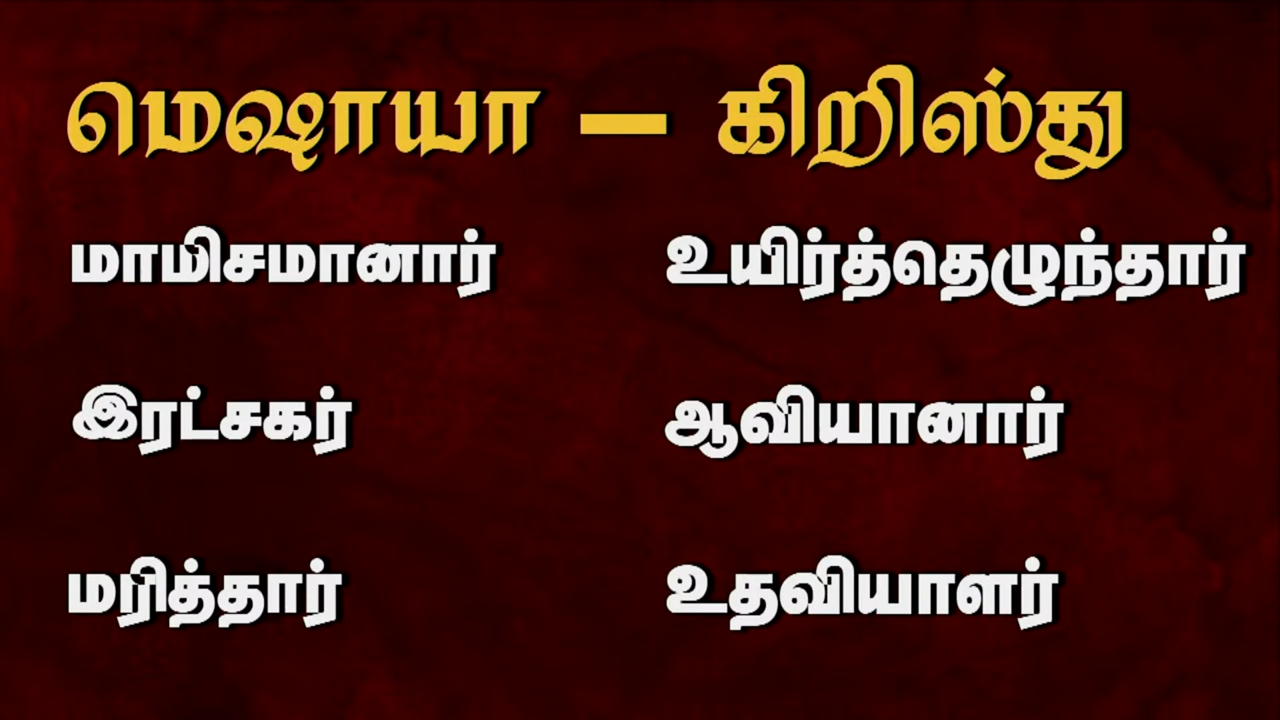 மெஷாயா – கிறிஸ்து
மாமிசமானார் உயிர்த்தெழுந்தார்
இரட்சகர் ஆவியானார்
மரித்தார் உதவியாளர்